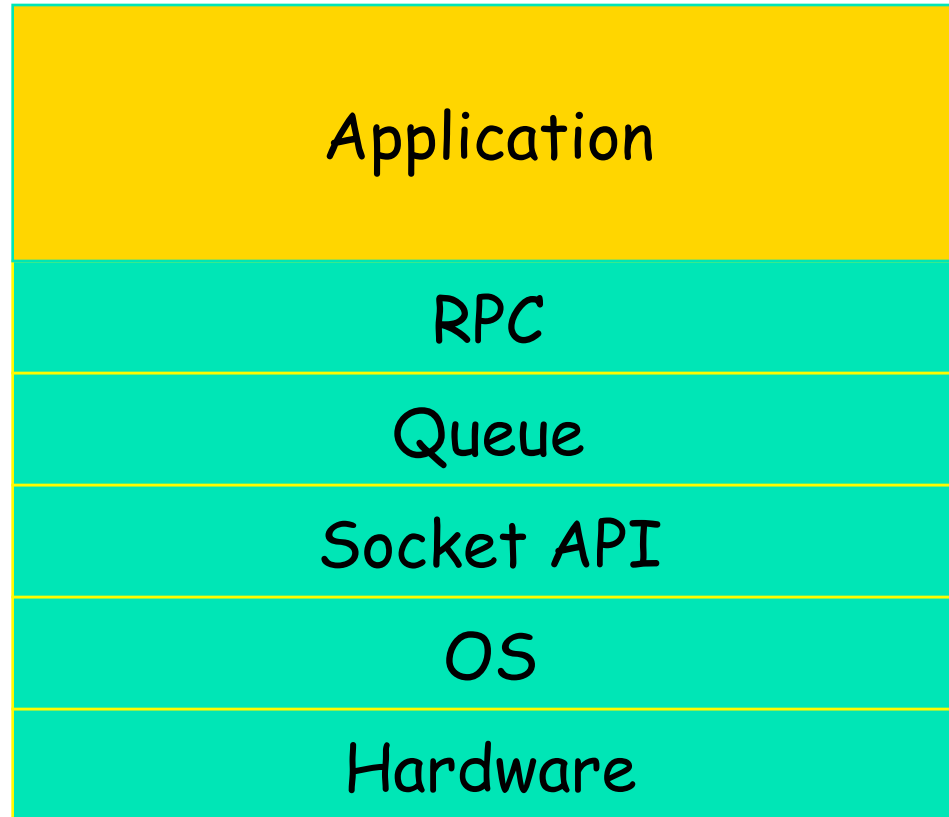 Application
RPC
Queue
Socket API
OS
Hardware